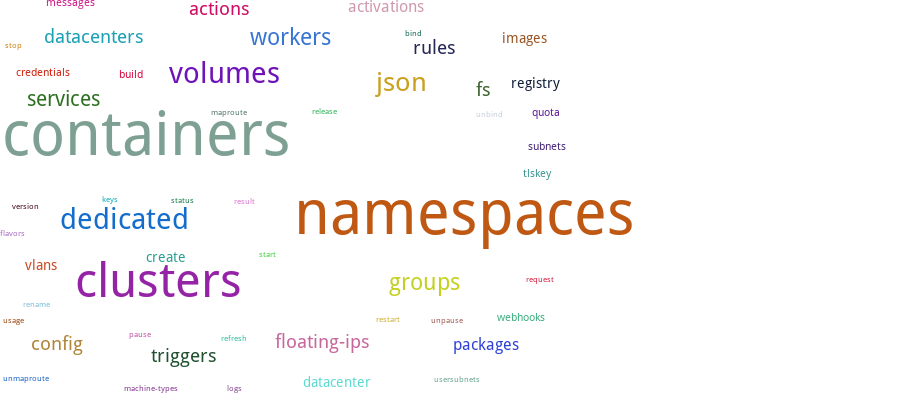 messages
actions
activations
datacenters
workers
bind
rules
images
stop
credentials
build
volumes
json
fs
registry
services
containers
maproute
release
unbind
quota
subnets
tlskey
version
keys
status
result
dedicated
namespaces
flavors
vlans
create
start
clusters
groups
request
rename
usage
restart
unpause
webhooks
config
pause
triggers
refresh
floating-ips
packages
unmaproute
machine-types
logs
datacenter
usersubnets